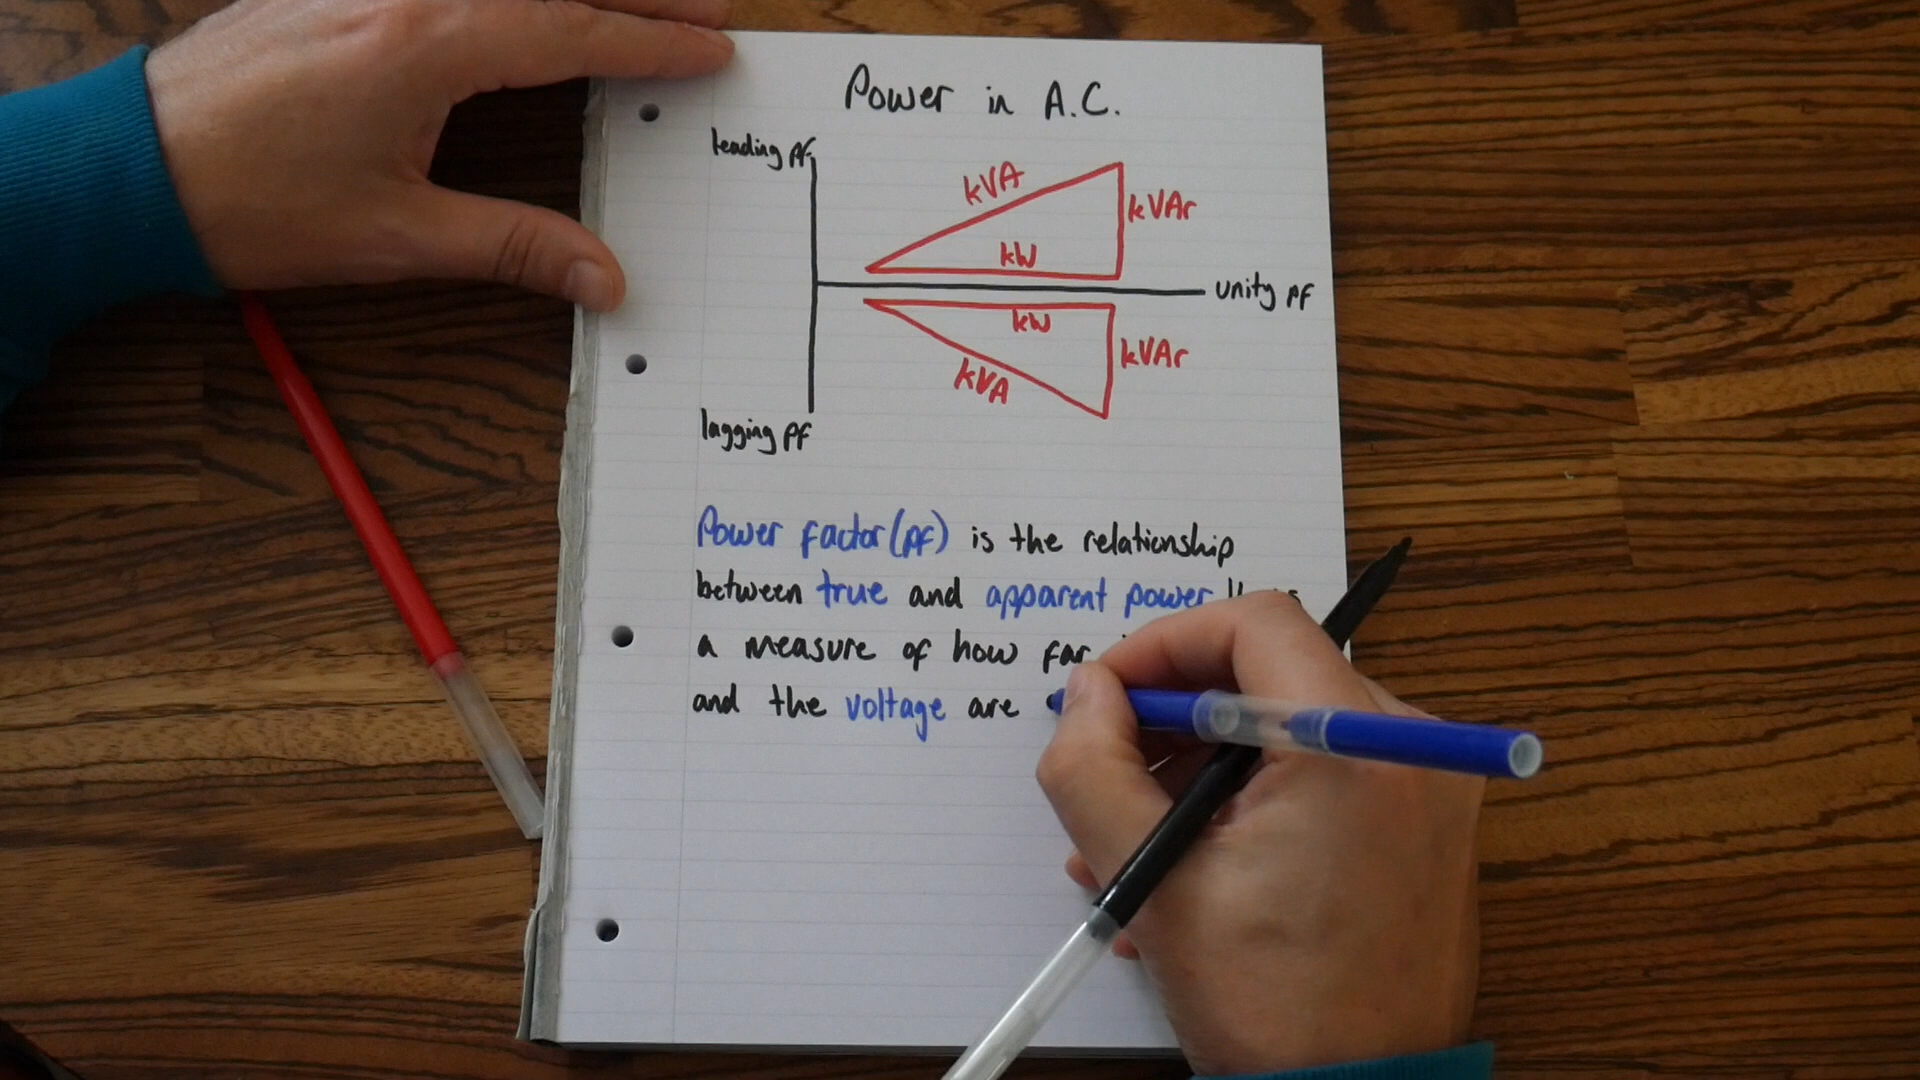 Power in A.C.
leading pf
kVA
kVAr
kW
unity pf
kW
kVAr
kVA
lagging pf
Power factor (pf) is the relationship
between true and apparent power
a measure of how far
and the voltage are